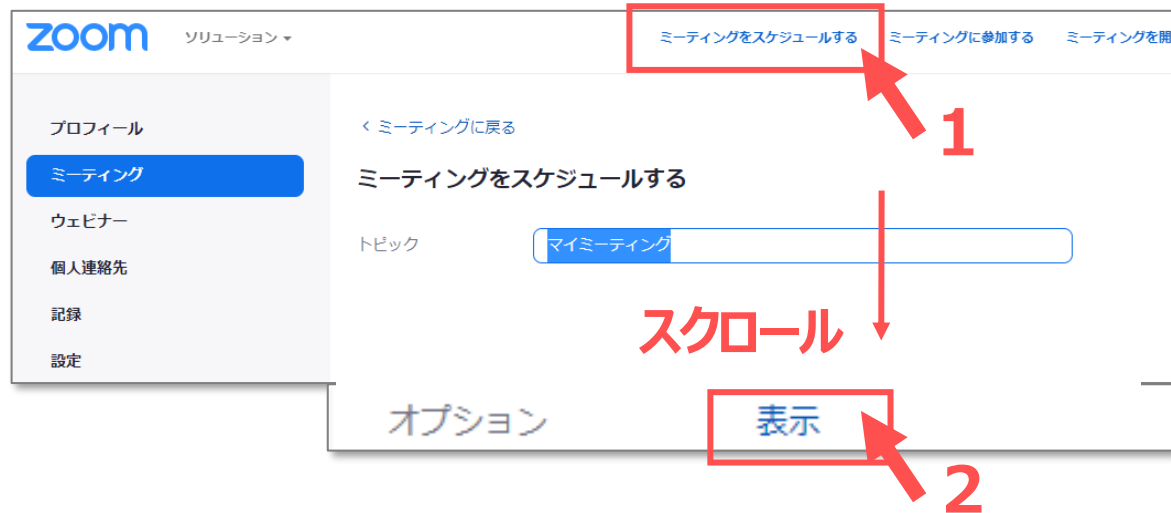 zoom ソリューション ミーティングをスケジュールする ミーティングに参加する ミーティングを開
プロフィール
ミーティング
ウェビナー
個人連絡先
記録
設定
< ミーティングに戻る
1
ミーティングをスケジュールする
トピック マイミーティング
スクロール
オプション 表示
2